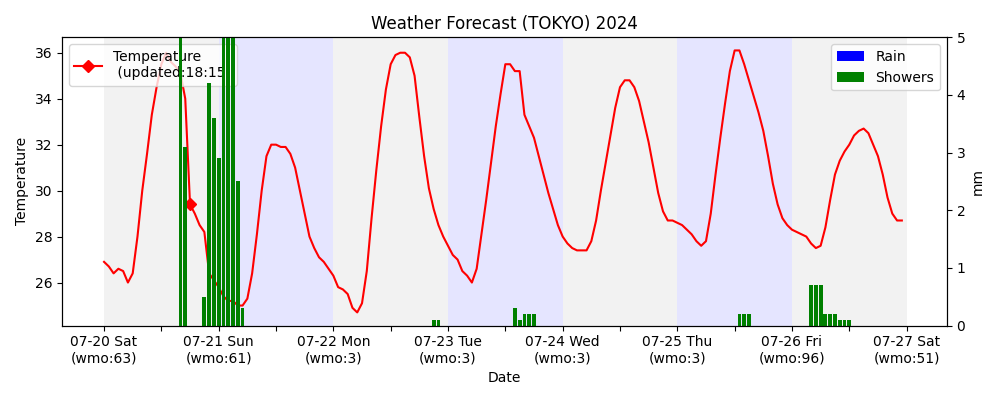 Weather Forecast (TOKYO) 2024
Temperature
(updated:18:15
Rain
Showers
36
34
32
30
28
26
Temperature
5
4
3
2
1
0
mm
07-20 Sat
(wmo:63)
07-21 Sun
(wmo:61)
07-22 Mon
(wmo:3)
07-23 Tue
(wmo:3)
07-24 Wed
(wmo:3)
07-25 Thu
(wmo:3)
07-26 Fri
(wmo:96)
07-27 Sat
(wmo:51)
Date